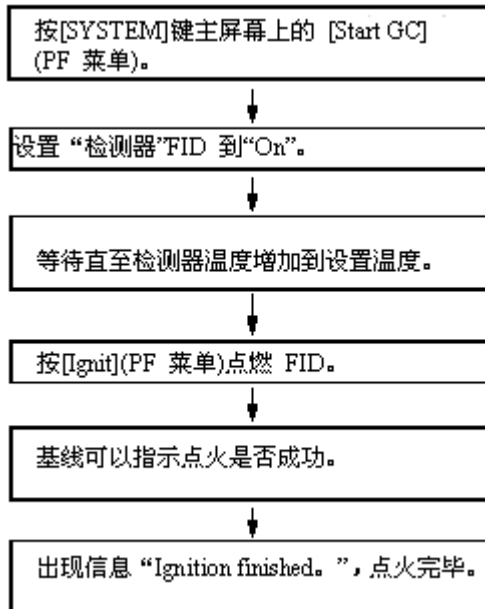 按[SYSTEM]键主屏幕上的 [Start GC]
(PF 菜单)。
设置 “检测器”FID 到“On”。
等待直至检测器温度增加到设置温度。
按[Ignit](PF 菜单)点燃 FID。
基线可以指示点火是否成功。
出现信息 “Ignition finished。”，点火完毕。